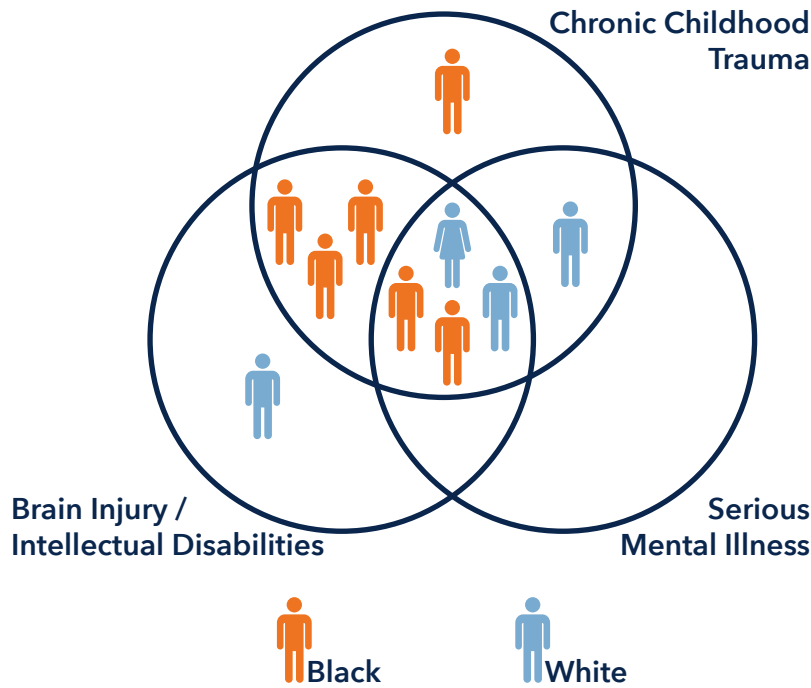 Chronic Childhood
Trauma
Brain Injury /
Intellectual Disabilities
Serious
Mental Illness
Black
White